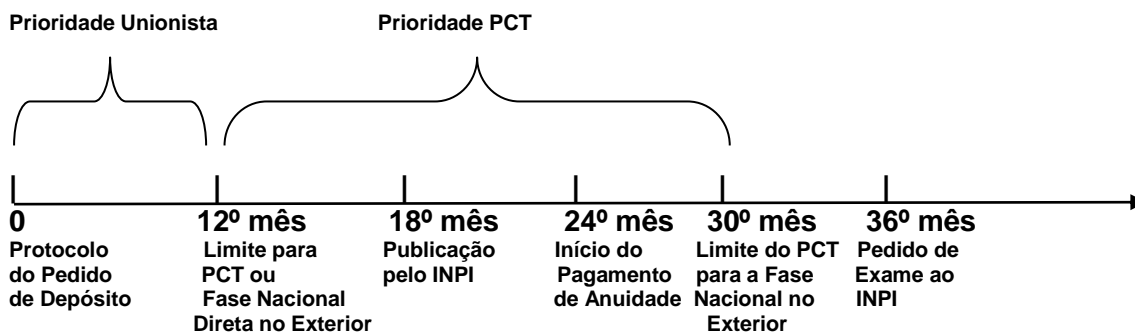 Prioridade Unionista
Prioridade PCT
0
Protocolo
do Pedido
de Depósito
12º mês
Limite para
PCT ou
Fase Nacional
Direta no Exterior
18º mês
Publicação
pelo INPI
24º mês
Início do
Pagamento
de Anuidade
30º mês
Limite do PCT
para a Fase
Nacional no
Exterior
36º mês
Pedido de
Exame ao
INPI